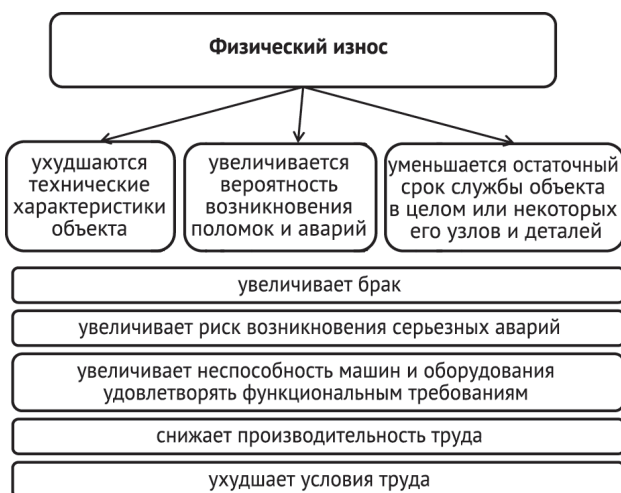 Физический износ
ухудшаются
технические
характеристики
объекта
увеличивается
вероятность
возникновения
поломок и аварий
уменьшается остаточный
срок службы объекта
в целом или некоторых
его узлов и деталей
увеличивает брак
увеличивает риск возникновения серьезных аварий
увеличивает неспособность машин и оборудования
удовлетворять функциональным требованиям
снижает производительность труда
ухудшает условия труда